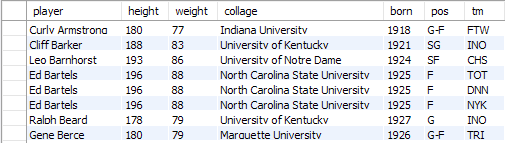 player height weight collage born pos tm
Curly Armstrong 180 77 Indiana University 1918 G-F FTW
Cliff Barker 188 83 University of Kentucky 1921 SG INO
Leo Barnhorst 193 86 University of Notre Dame 1924 SF CHS
Ed Bartels 196 88 North Carolina State University 1925 F TOT
Ed Bartels 196 88 North Carolina State University 1925 F DNN
Ed Bartels 196 88 North Carolina State University 1925 F NYK
Ralph Beard 178 79 University of Kentucky 1927 G INO
Gene Berce 180 79 Marquette University 1926 G-F TRI